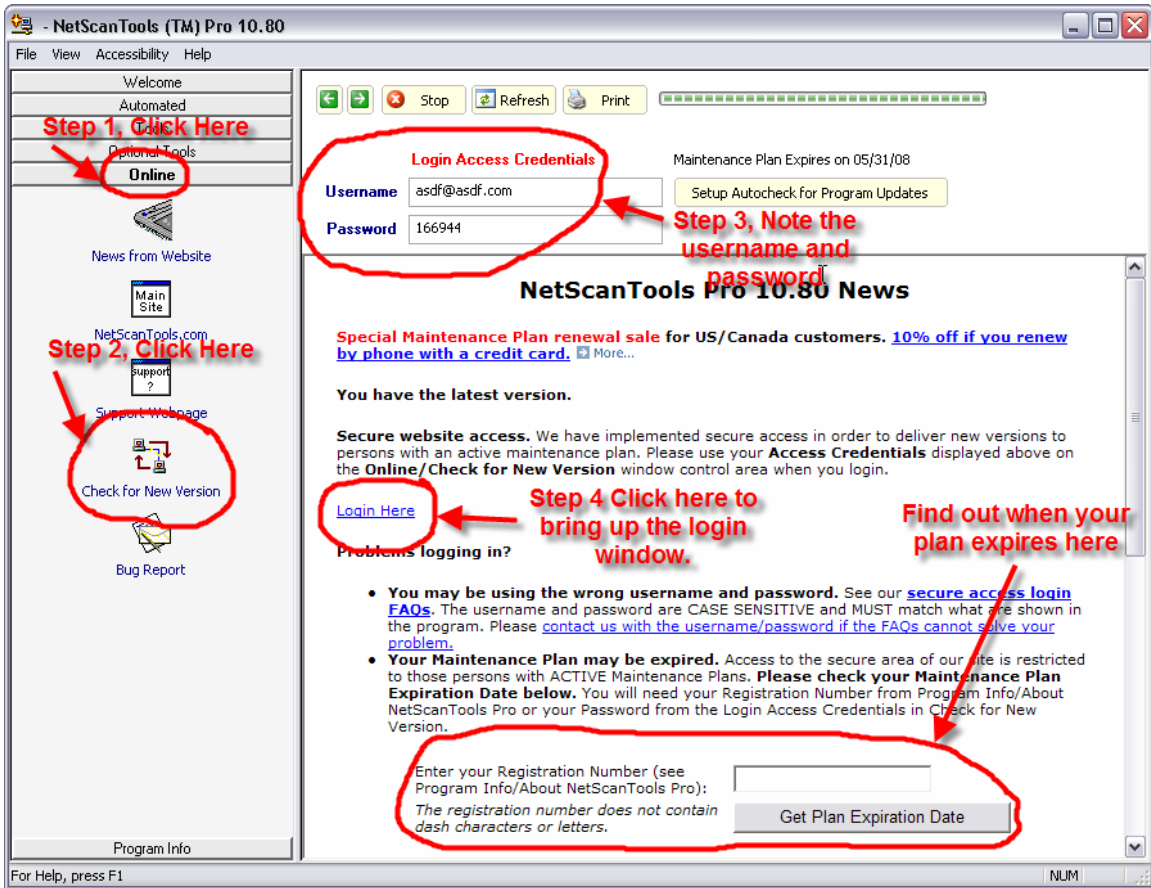 - NetScanTools (TM) Pro 10.80
File View Accessibility Help
Welcome
Automated
Tools
Step 1, Click Here
Optional Tools
Online
News from Website
Main
Site
NetScanTools.com
Step 2, Click Here
support
?
Support Webpage
Check for New Version
Bug Report
Program Info
Stop Refresh Print
Login Access Credentials
Maintenance Plan Expires on 05/31/08
Username asdf@asdf.com
Setup Autocheck for Program Updates
Password 166944
Step 3, Note the
username and
password
NetScanTools Pro 10.80 News
Special Maintenance Plan renewal sale for US/Canada customers. 10% off if you renew
by phone with a credit card. More...
You have the latest version.
Secure website access. We have implemented secure access in order to deliver new versions to
persons with an active maintenance plan. Please use your Access Credentials displayed above on
the Online/Check for New Version window control area when you login.
Login Here
Step 4 Click here to
bring up the login
window.
Find out when your
plan expires here
Problems logging in?
• You may be using the wrong username and password. See our secure access login
FAQs. The username and password are CASE SENSITIVE and MUST match what are shown in
the program. Please contact us with the username/password if the FAQs cannot solve your
problem.
• Your Maintenance Plan may be expired. Access to the secure area of our site is restricted
to those persons with ACTIVE Maintenance Plans. Please check your Maintenance Plan
Expiration Date below. You will need your Registration Number from Program Info/About
NetScanTools Pro or your Password from the Login Access Credentials in Check for New
Version.
Enter your Registration Number (see
Program Info/About NetScanTools Pro):
The registration number does not contain
dash characters or letters.
Get Plan Expiration Date
For Help, press F1
NUM